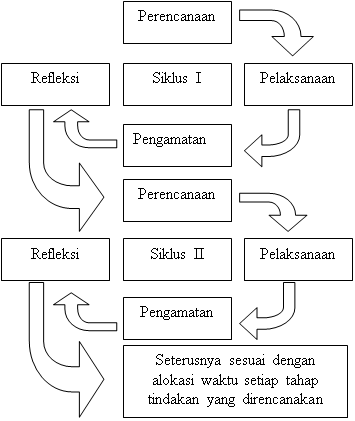 Perencanaan
Refleksi
Siklus I
Pelaksanaan
Pengamatan
Perencanaan
Refleksi
Siklus II
Pelaksanaan
Pengamatan
Seterusnya sesuai dengan
alokasi waktu setiap tahap
tindakan yang direncanakan